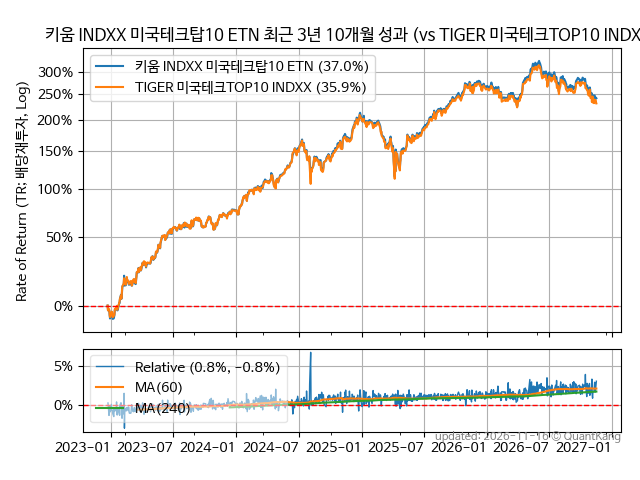 키움 INDXX 미국테크탑10 ETN 최근 3년 10개월 성과 (vs TIGER 미국테크TOP10 INDX
키움 INDXX 미국테크탑10 ETN (37.0%)
TIGER 미국테크TOP10 INDXX (35.9%)
Rate of Return (TR: 배당재투자, Log)
300%
250%
200%
150%
100%
50%
0%
Relative (0.8%, −0.8%)
MA(60)
MA(240)
5%
0%
2023−01 2023−07 2024−01 2024−07 2025−01 2025−07 2026−01 2026−07 2027−01
© QuantKang